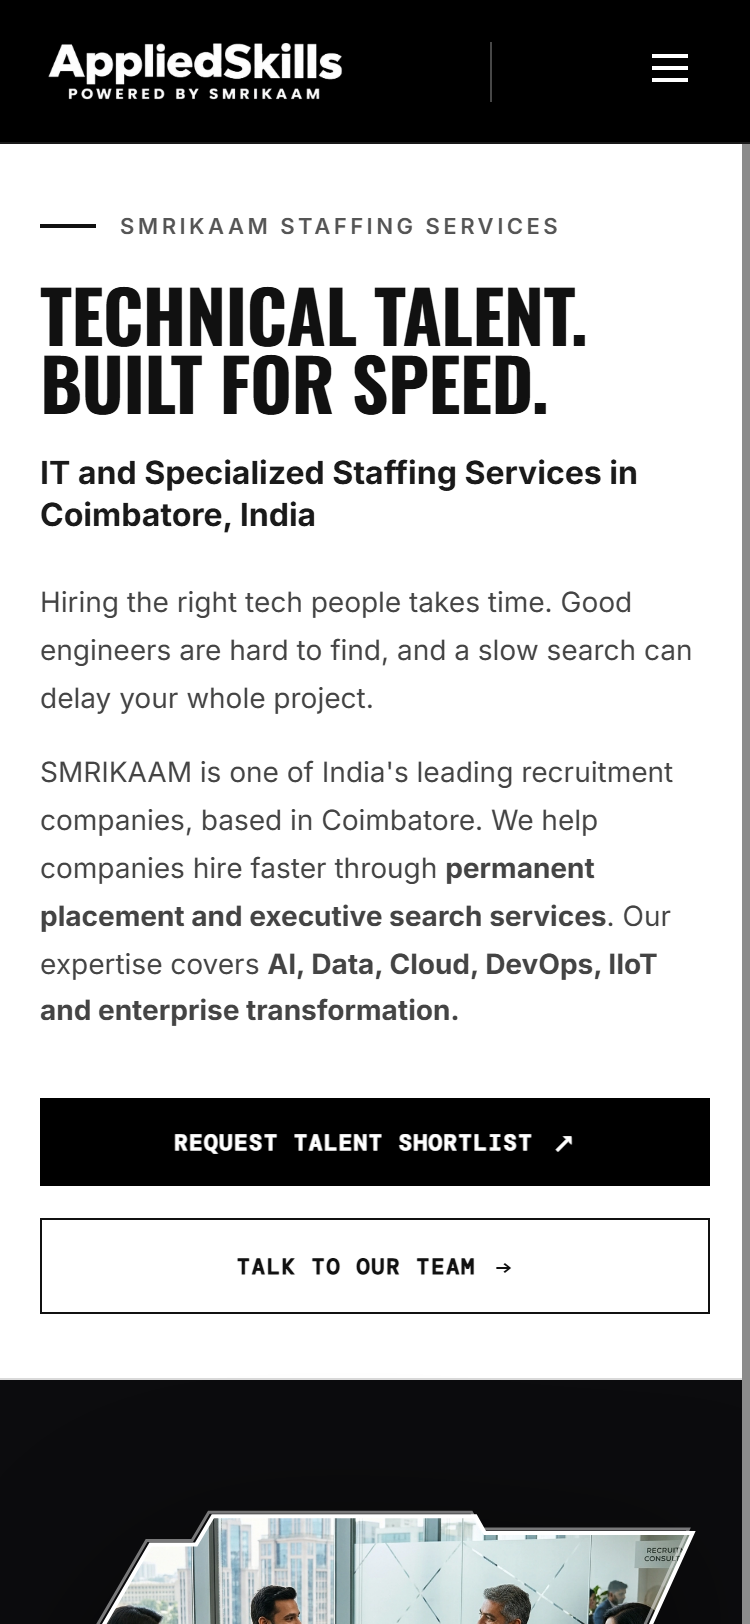 AppliedSkills
POWERED BY SMRIKAAM
SMRIKAAM STAFFING SERVICES
TECHNICAL TALENT.
BUILT FOR SPEED.
IT and Specialized Staffing Services in
Coimbatore, India
Hiring the right tech people takes time. Good
engineers are hard to find, and a slow search can
delay your whole project.
SMRIKAAM is one of India's leading recruitment
companies, based in Coimbatore. We help
companies hire faster through permanent
placement and executive search services. Our
expertise covers AI, Data, Cloud, DevOps, IIoT
and enterprise transformation.
REQUEST TALENT SHORTLIST ↗
TALK TO OUR TEAM →